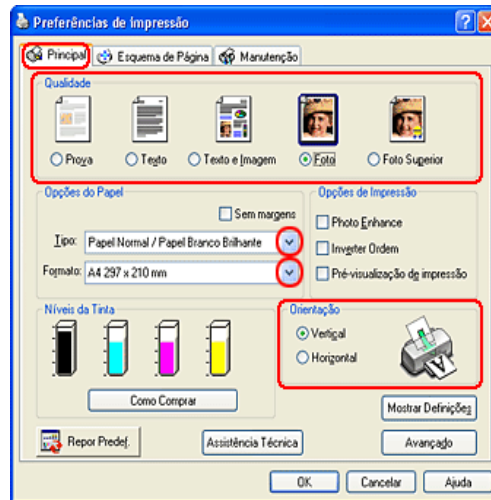 Preferências de impressão
Principal
Esquema de Página
Manutenção
Qualidade
Prova
Texto
Texto e Imagem
Foto
Foto Superior
Opções do Papel
Sem margens
Tipo: Papel Normal / Papel Branco Brilhante
Formato: A4 297 x 210 mm
Opções de Impressão
Photo Enhance
Inverter Ordem
Pré-visualização de impressão
Níveis da Tinta
Como Comprar
Orientação
Vertical
Horizontal
A
Mostrar Definições
Repor Predef.
Assistência Técnica
Avançado
OK
Cancelar
Ajuda